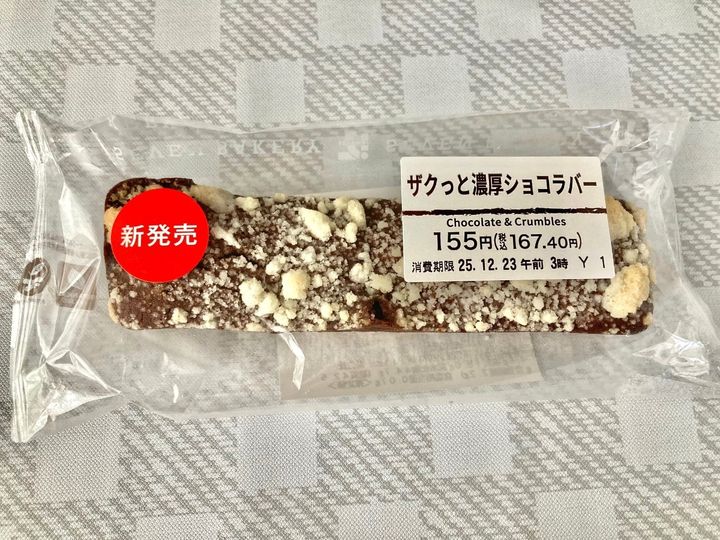 新発売
ザクっと濃厚ショコラバー
Chocolate & Crumbles
155円(税込167.40円)
消費期限 25.12.23 午前 3時 Y 1